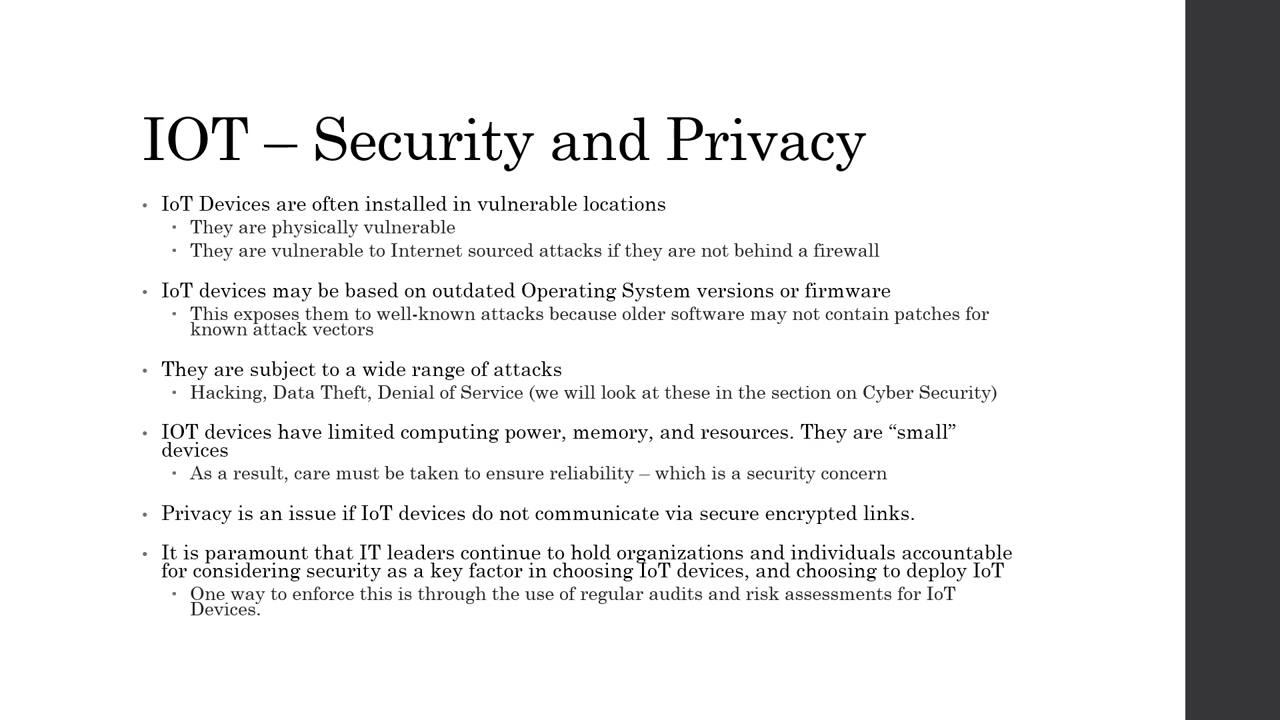 IOT – Security and Privacy
• IoT Devices are often installed in vulnerable locations
• They are physically vulnerable
• They are vulnerable to Internet sourced attacks if they are not behind a firewall
• IoT devices may be based on outdated Operating System versions or firmware
• This exposes them to well-known attacks because older software may not contain patches for
known attack vectors
• They are subject to a wide range of attacks
• Hacking, Data Theft, Denial of Service (we will look at these in the section on Cyber Security)
• IOT devices have limited computing power, memory, and resources. They are “small”
devices
• As a result, care must be taken to ensure reliability – which is a security concern
• Privacy is an issue if IoT devices do not communicate via secure encrypted links.
• It is paramount that IT leaders continue to hold organizations and individuals accountable
for considering security as a key factor in choosing IoT devices, and choosing to deploy IoT
• One way to enforce this is through the use of regular audits and risk assessments for IoT
Devices.